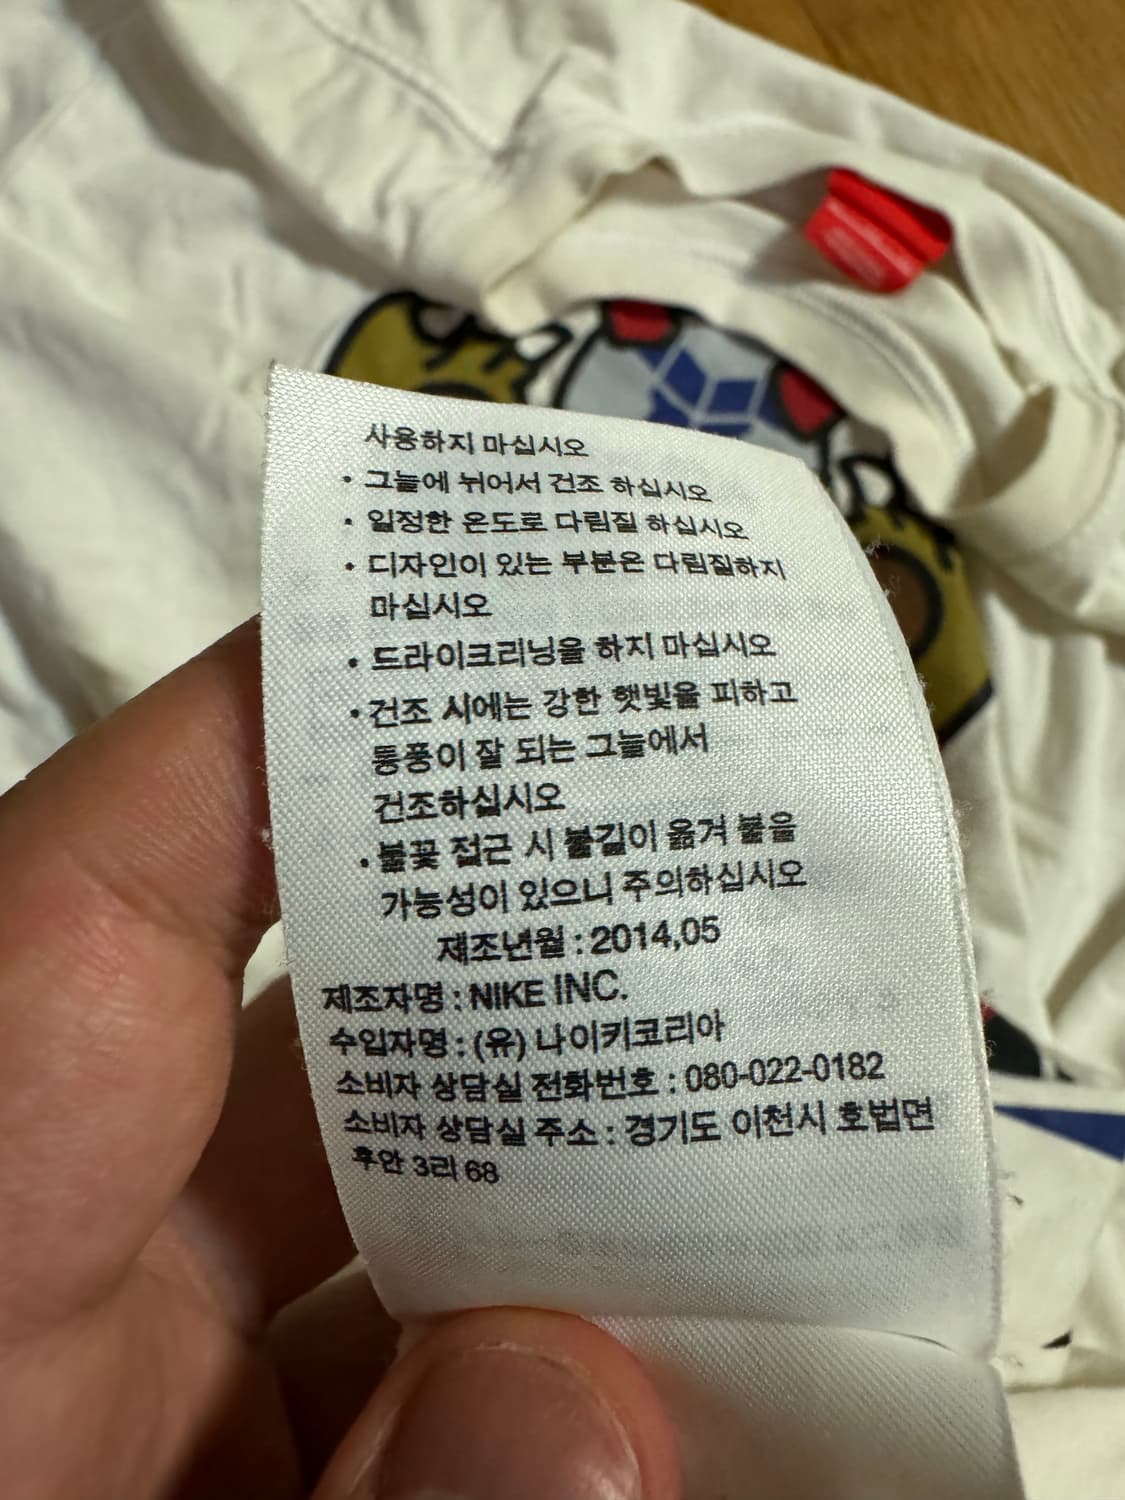 사용하지 마십시오
• 그늘에 뉘어서 건조 하십시오
• 일정한 온도로 다림질 하십시오
• 디자인이 있는 부분은 다림질하지
마십시오
• 드라이크리닝을 하지 마십시오
• 건조 시에는 강한 햇빛을 피하고
통풍이 잘 되는 그늘에서
건조하십시오
• 불꽃 접근 시 불길이 옮겨 붙을
가능성이 있으니 주의하십시오
제조년월 : 2014.05
제조자명 : NIKE INC.
수입자명 : (유) 나이키코리아
소비자 상담실 전화번호 : 080-022-0182
소비자 상담실 주소 : 경기도 이천시 호법면
후안 3리 68